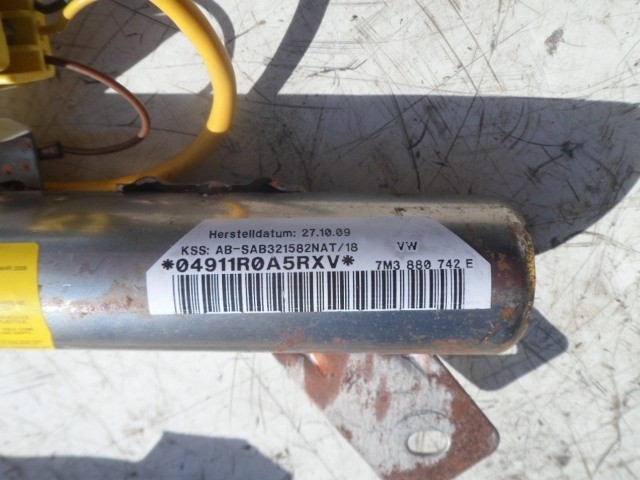 Herstelldatum: 27.10.09
KSS: AB-SAB321582NAT/18 VW
*04911R0A5RXV* 7M3 880 742 E